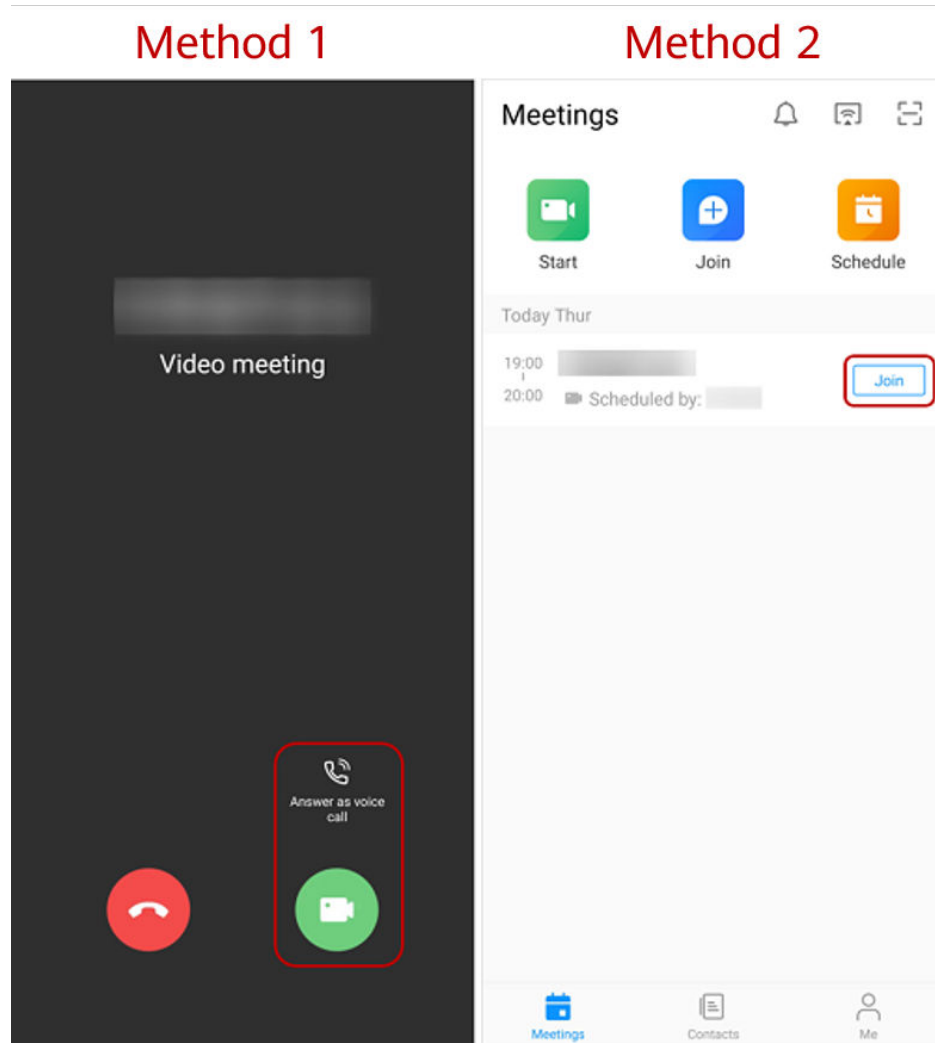 Method 1
Method 2
Video meeting
Answer as voice
call
Meetings
Start
Join
Schedule
Today Thur
19:00
20:00
Scheduled by:
Join
Meetings
Contacts
Me